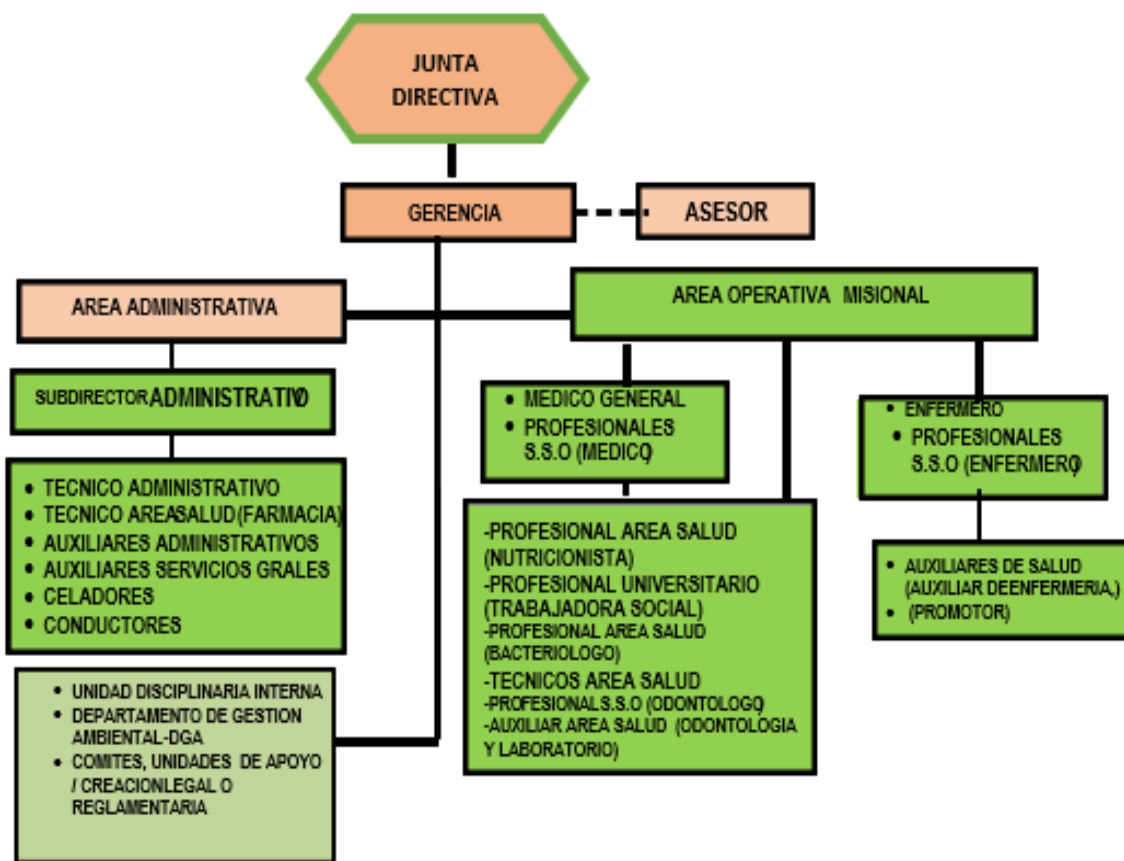 JUNTA
DIRECTIVA
GERENCIA
ASESOR
AREA ADMINISTRATIVA
AREA OPERATIVA MISIONAL
SUBDIRECTOR ADMINISTRATIVO
• MEDICO GENERAL
• PROFESIONALES
S.S.O (MEDICO)
• ENFERMERO
• PROFESIONALES
S.S.O (ENFERMERO)
• TECNICO ADMINISTRATIVO
• TECNICO AREA SALUD (FARMACIA)
• AUXILIARES ADMINISTRATIVOS
• AUXILIARES SERVICIOS GRALES
• CELADORES
• CONDUCTORES
-PROFESIONAL AREA SALUD
(NUTRICIONISTA)
-PROFESIONAL UNIVERSITARIO
(TRABAJADORA SOCIAL)
-PROFESIONAL AREA SALUD
(BACTERIOLOGO)
-TECNICOS AREA SALUD
-PROFESIONAL S.S.O (ODONTOLOGO)
-AUXILIAR AREA SALUD (ODONTOLOGIA
Y LABORATORIO)
• AUXILIARES DE SALUD
(AUXILIAR DEENFERMERIA,)
• (PROMOTOR)
• UNIDAD DISCIPLINARIA INTERNA
• DEPARTAMENTO DE GESTION
AMBIENTAL-DGA
• COMITES, UNIDADES DE APOYO
/ CREACIONLEGAL O
REGLAMENTARIA